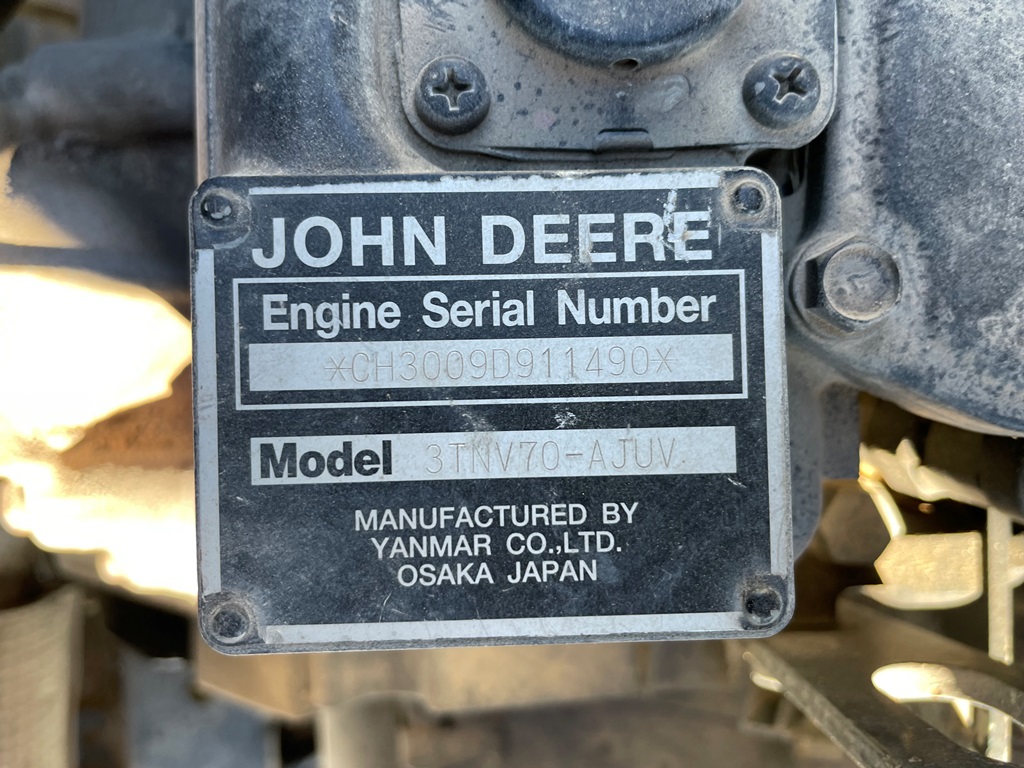 JOHN DEERE
Engine Serial Number
*CH3009D911490*
Model 3TNV70-AJUV
MANUFACTURED BY
YANMAR CO.,LTD.
OSAKA JAPAN